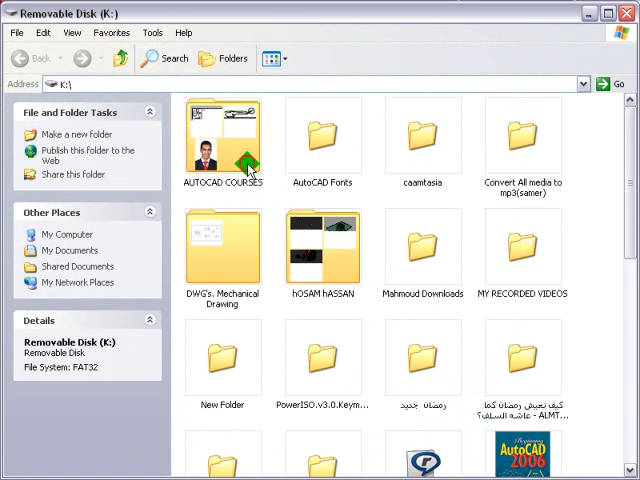 Removable Disk (K:)
File Edit View Favorites Tools Help
Back Search Folders
Address K:\ Go
File and Folder Tasks
Make a new folder
Publish this folder to the
Web
Share this folder
Other Places
My Computer
My Documents
Shared Documents
My Network Places
Details
Removable Disk (K:)
Removable Disk
File System: FAT32
AUTOCAD COURSES
AutoCAD Fonts
caamtasia
Convert All media to
mp3(samer)
DWG's. Mechanical
Drawing
hOSAM hASSAN
Mahmoud Downloads
MY RECORDED VIDEOS
New Folder
PowerISO.v3.0.Keym...
رمضان جديد
كيف نعيش رمضان كما
عاشه السلف؟ - ALMT...
Beginning
AutoCAD
2006